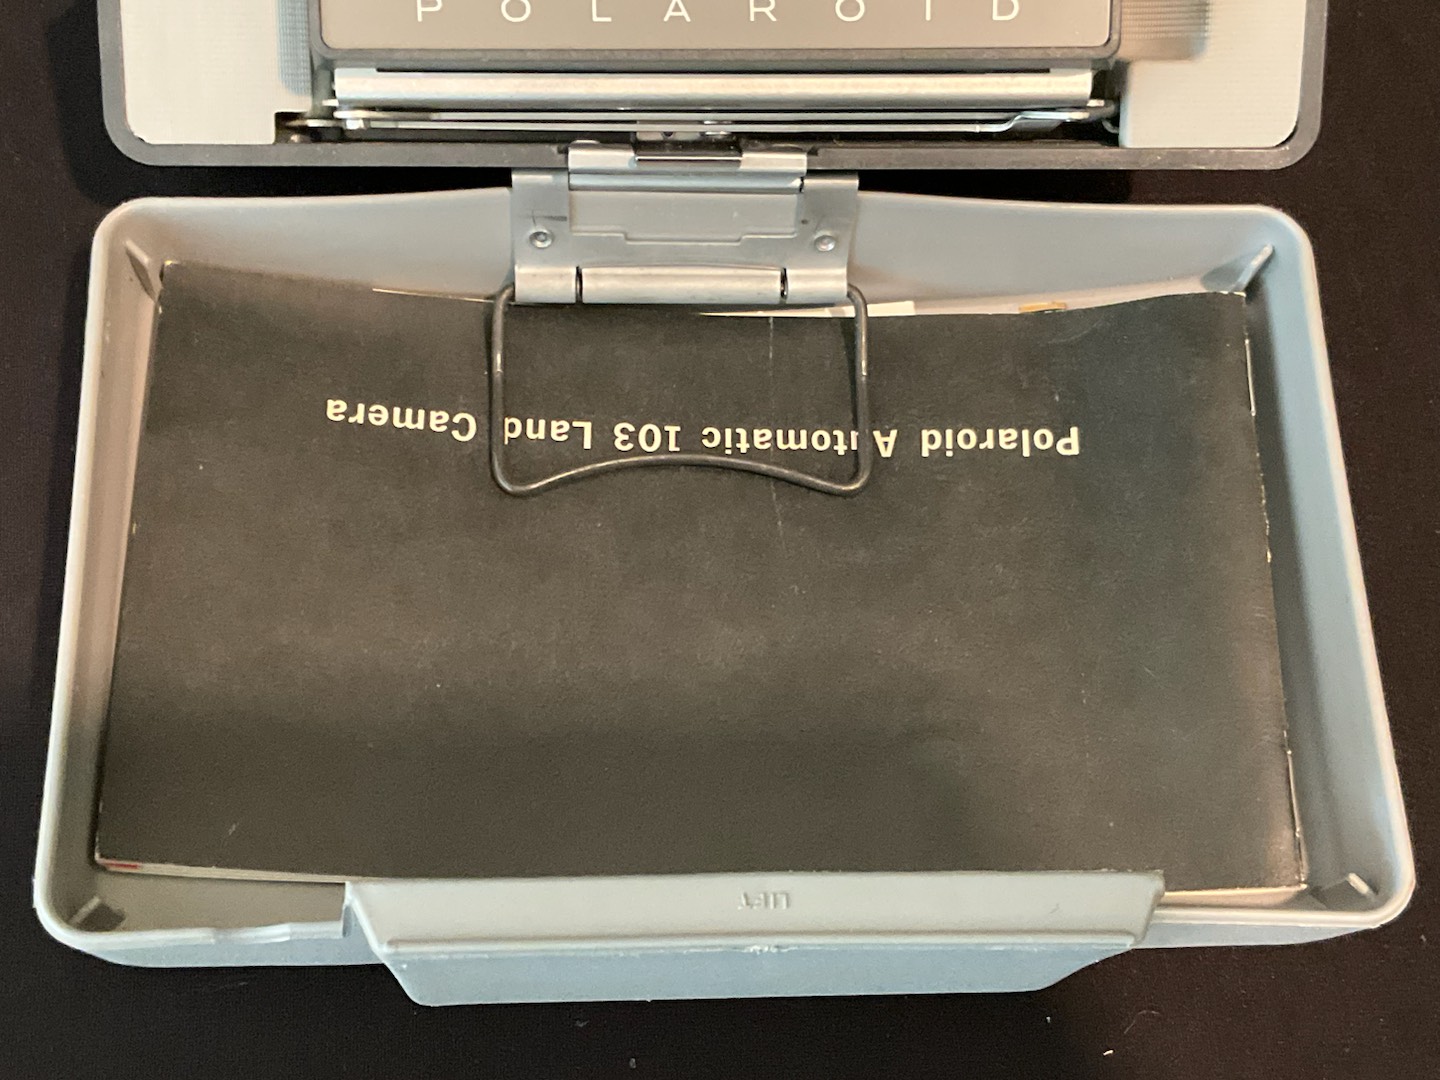 POLAROID
Polaroid Automatic 103 Land Camera
LIFT